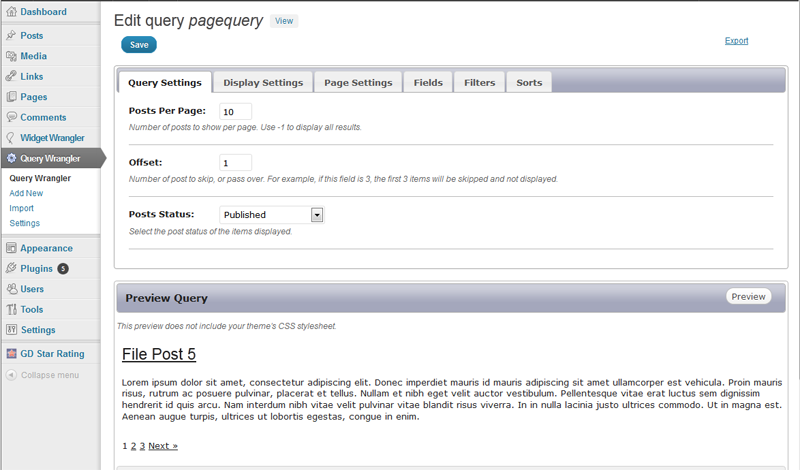 Dashboard
Posts
Media
Links
Pages
Comments
Widget Wrangler
Query Wrangler
Query Wrangler
Add New
Import
Settings
Appearance
Plugins 5
Users
Tools
Settings
GD Star Rating
Collapse menu
Edit query pagequery View
Save
Export
Query Settings Display Settings Page Settings Fields Filters Sorts
Posts Per Page: 10
Number of posts to show per page. Use -1 to display all results.
Offset: 1
Number of post to skip, or pass over. For example, if this field is 3, the first 3 items will be skipped and not displayed.
Posts Status: Published
Select the post status of the items displayed.
Preview Query Preview
This preview does not include your theme's CSS stylesheet.
File Post 5
Lorem ipsum dolor sit amet, consectetur adipiscing elit. Donec imperdiet mauris id mauris adipiscing sit amet ullamcorper est vehicula. Proin mauris
risus, rutrum ac posuere pulvinar, placerat et tellus. Nullam et nibh eget velit auctor vestibulum. Pellentesque vitae erat luctus sem dignissim
hendrerit id quis arcu. Nam interdum nibh vitae velit pulvinar vitae blandit risus viverra. In in nulla lacinia justo ultrices commodo. Ut in magna est.
Aenean augue turpis, ultrices ut lobortis egestas, congue in enim.
1 2 3 Next »